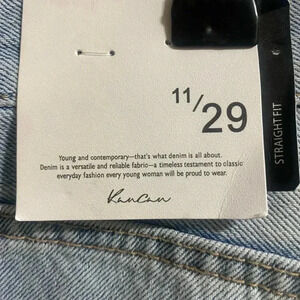 11/29
STRAIGHT FIT
Young and contemporary—that's what denim is all about.
Denim is a versatile and reliable fabric—a timeless testament to classic
everyday fashion every young woman will be proud to wear.
KanCan